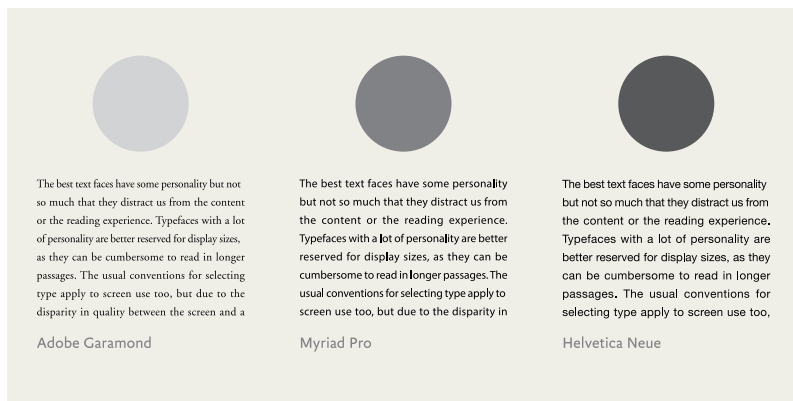 The best text faces have some personality but not
so much that they distract us from the content
or the reading experience. Typefaces with a lot
of personality are better reserved for display sizes,
as they can be cumbersome to read in longer
passages. The usual conventions for selecting
type apply to screen use too, but due to the
disparity in quality between the screen and a
Adobe Garamond
The best text faces have some personality
but not so much that they distract us from
the content or the reading experience.
Typefaces with a lot of personality are better
reserved for display sizes, as they can be
cumbersome to read in longer passages. The
usual conventions for selecting type apply to
screen use too, but due to the disparity in
Myriad Pro
The best text faces have some personality
but not so much that they distract us from
the content or the reading experience.
Typefaces with a lot of personality are
better reserved for display sizes, as they
can be cumbersome to read in longer
passages. The usual conventions for
selecting type apply to screen use too,
Helvetica Neue